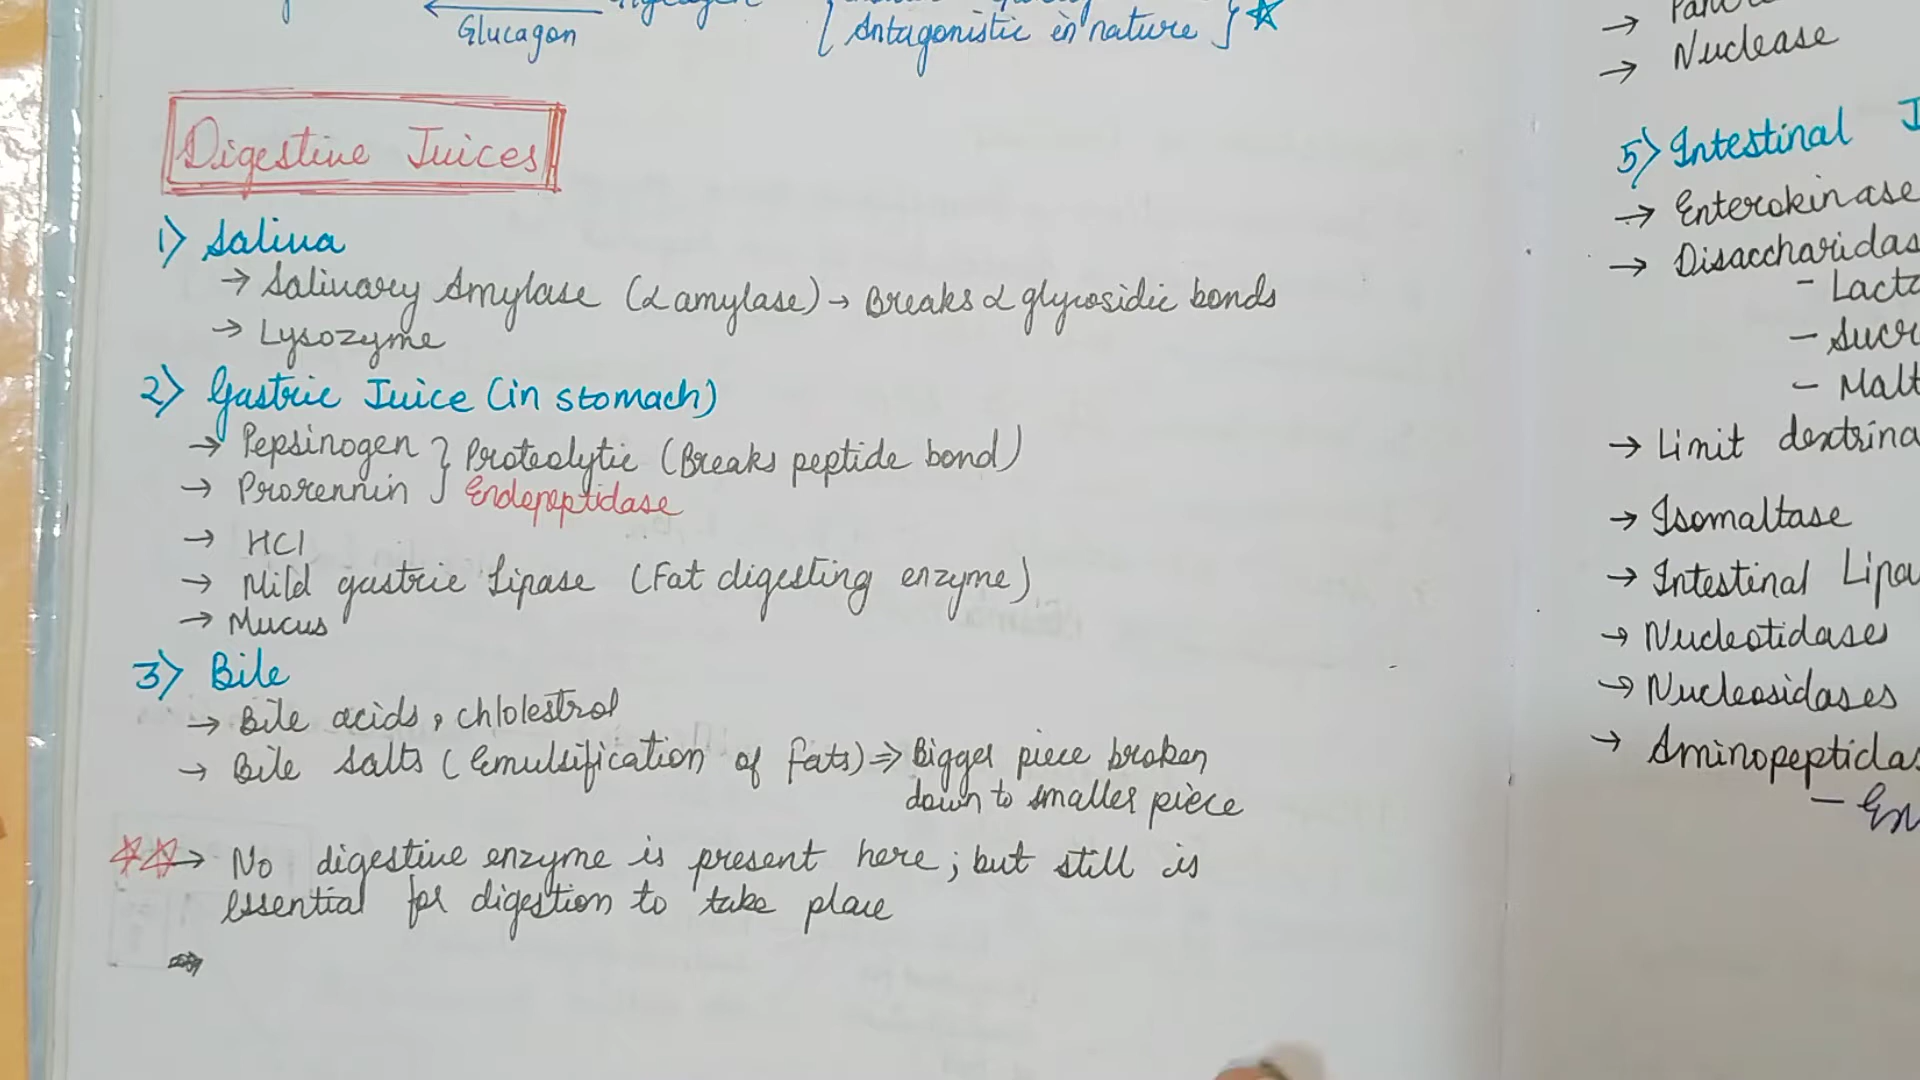 Glucagon
[Antagonistic in nature]
Digestive Juices
1) Saliva
→ Salivary Amylase (α amylase) → Breaks α glycosidic bonds
→ Lysozyme
2) Gastric Juice (in stomach)
→ Pepsinogen } Proteolytic (Breaks peptide bond)
→ Prorennin } Endopeptidase
→ HCl
→ Mild gastric Lipase (Fat digesting enzyme)
→ Mucus
3) Bile
→ Bile acids, chlolestrol
→ Bile salts (Emulsification of fats) ⇒ Bigger piece broken
down to smaller piece
→ No digestive enzyme is present here; but still is
essential for digestion to take place
→ Nuclease
5) Intestinal J
→ Enterokinase
→ Disaccharidas
- Lact
- Sucr
- Malt
→ Limit dextrina
→ Isomaltase
→ Intestinal Lipa
→ Nucleotidases
→ Nucleosidases
→ Aminopeptidas